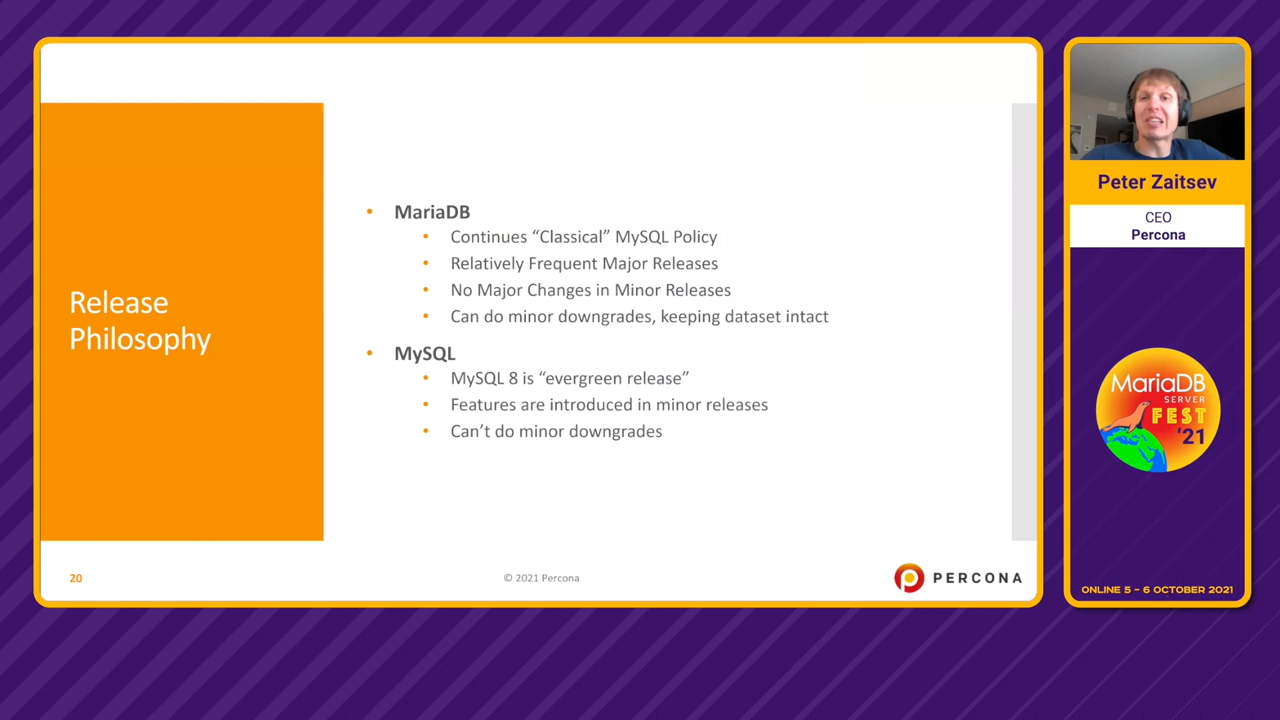 Release
Philosophy
• MariaDB
• Continues “Classical” MySQL Policy
• Relatively Frequent Major Releases
• No Major Changes in Minor Releases
• Can do minor downgrades, keeping dataset intact
• MySQL
• MySQL 8 is “evergreen release”
• Features are introduced in minor releases
• Can’t do minor downgrades
20
© 2021 Percona
PERCONA
Peter Zaitsev
CEO
Percona
MariaDB
SERVER
FEST
'21
ONLINE 5 – 6 OCTOBER 2021